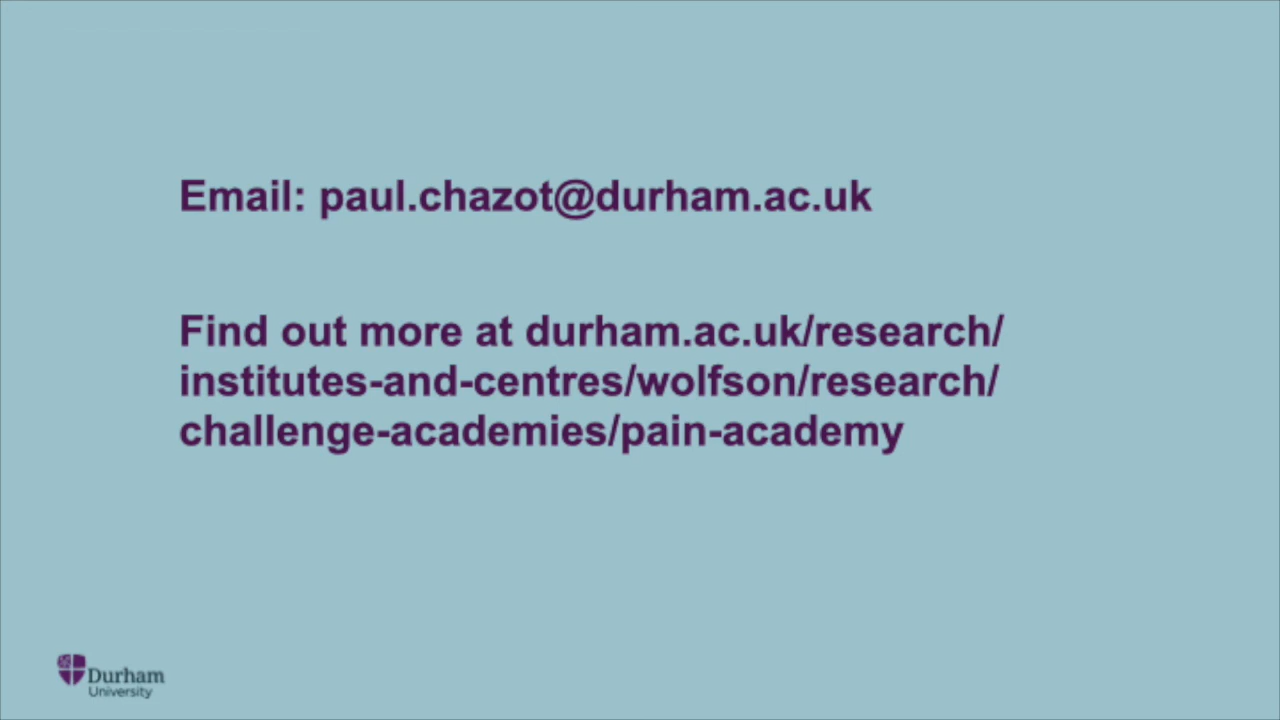 Email: paul.chazot@durham.ac.uk
Find out more at durham.ac.uk/research/
institutes-and-centres/wolfson/research/
challenge-academies/pain-academy
Durham
University